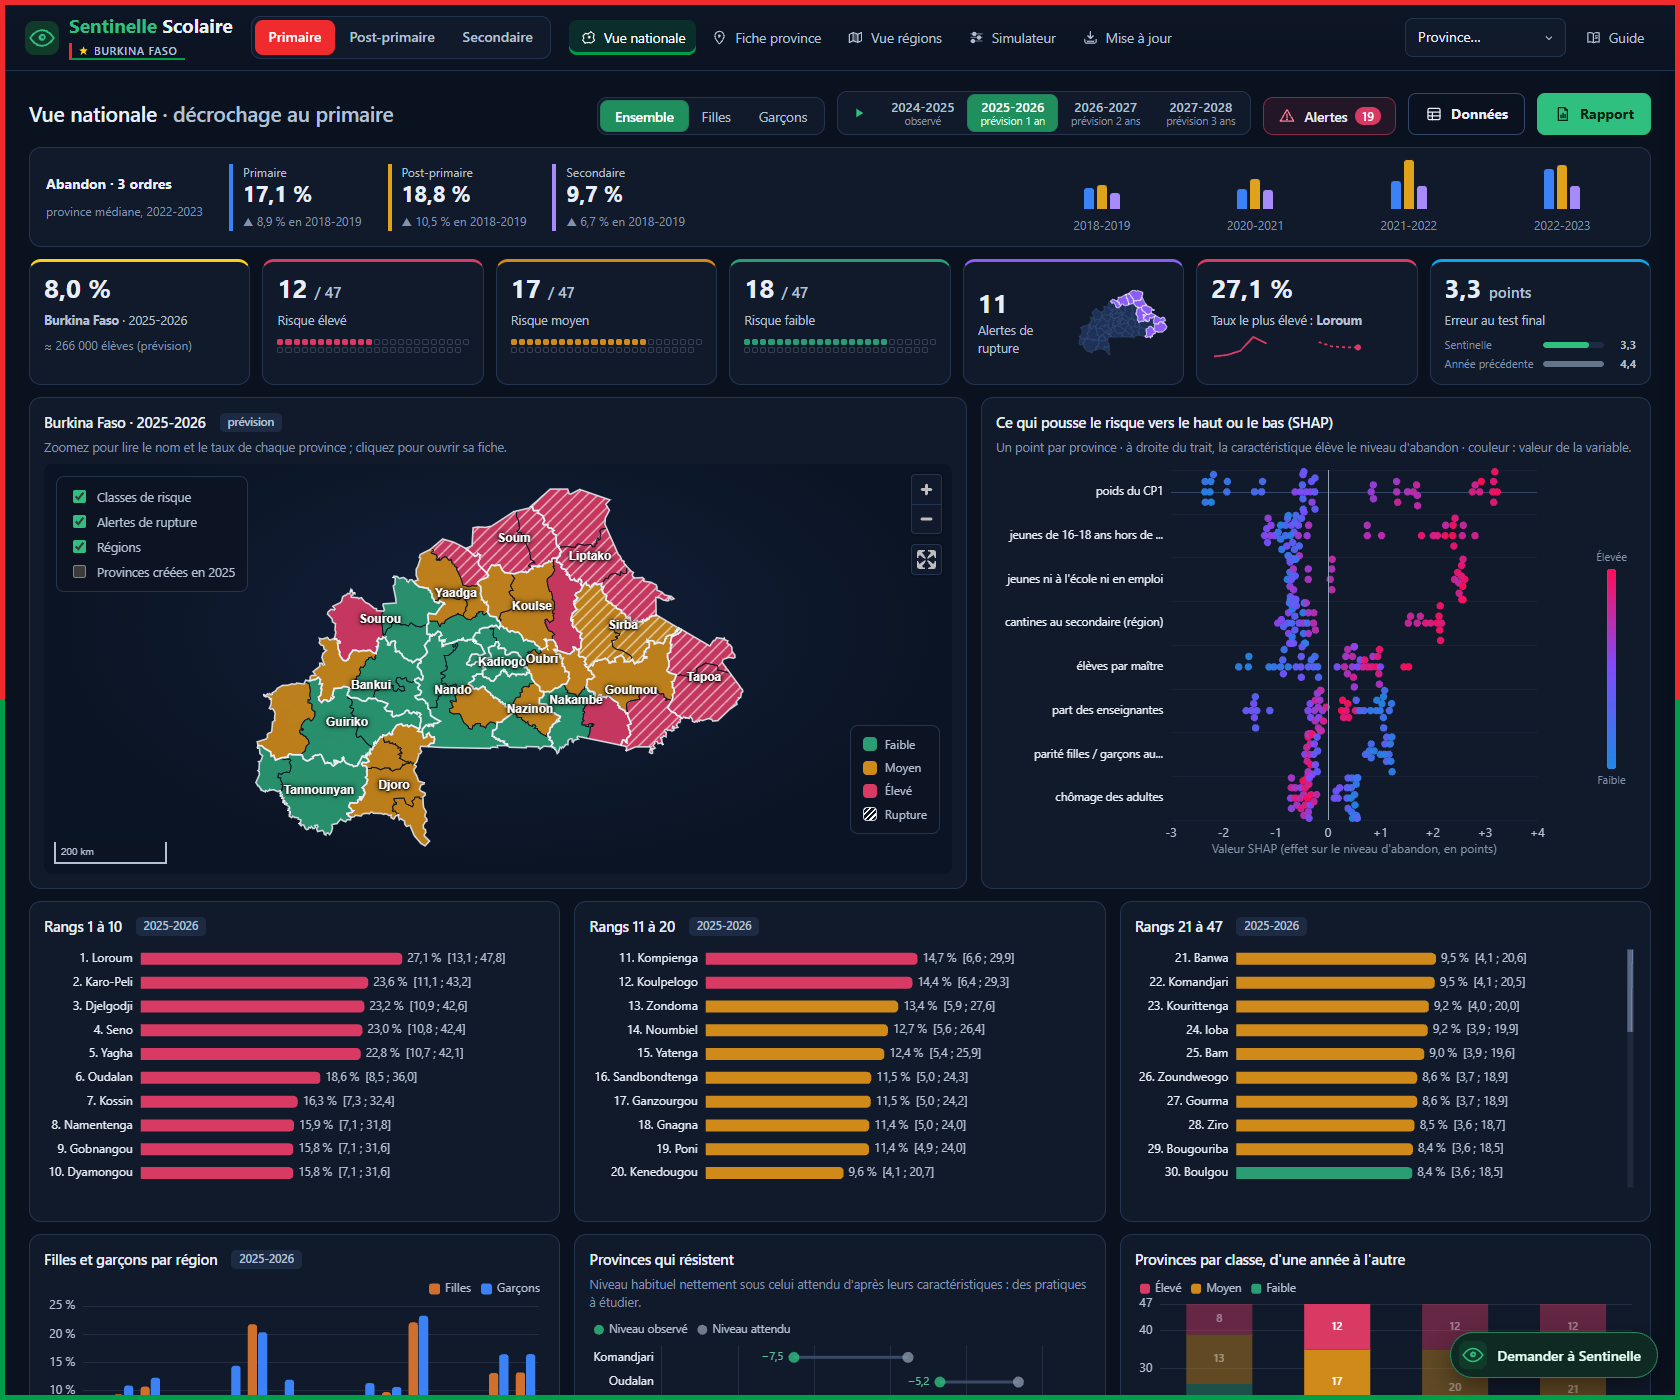 Sentinelle Scolaire
★ BURKINA FASO
Primaire
Post-primaire
Secondaire
Vue nationale
Fiche province
Vue régions
Simulateur
Mise à jour
Province...
Guide
Vue nationale · décrochage au primaire
Ensemble
Filles
Garçons
2024-2025
observé
2025-2026
prévision 1 an
2026-2027
prévision 2 ans
2027-2028
prévision 3 ans
Alertes 19
Données
Rapport
Abandon · 3 ordres
province médiane, 2022-2023
Primaire
17,1 %
▲ 8,9 % en 2018-2019
Post-primaire
18,8 %
▲ 10,5 % en 2018-2019
Secondaire
9,7 %
▲ 6,7 % en 2018-2019
2018-2019
2020-2021
2021-2022
2022-2023
8,0 %
Burkina Faso · 2025-2026
≈ 266 000 élèves (prévision)
12 / 47
Risque élevé
17 / 47
Risque moyen
18 / 47
Risque faible
11
Alertes de
rupture
27,1 %
Taux le plus élevé : Loroum
3,3 points
Erreur au test final
Sentinelle 3,3
Année précédente 4,4
Burkina Faso · 2025-2026 prévision
Zoomez pour lire le nom et le taux de chaque province ; cliquez pour ouvrir sa fiche.
Classes de risque
Alertes de rupture
Régions
Provinces créées en 2025
+
−
Soum
Liptako
Yaadga
Koulse
Sourou
Sirba
Kadiogo
Oubri
Bankui
Nando
Goulmou
Tapoa
Nakambe
Nazinon
Guiriko
Tannounyan
Djoro
Faible
Moyen
Élevé
Rupture
200 km
Ce qui pousse le risque vers le haut ou le bas (SHAP)
Un point par province · à droite du trait, la caractéristique élève le niveau d'abandon · couleur : valeur de la variable.
poids du CP1
jeunes de 16-18 ans hors de ...
jeunes ni à l'école ni en emploi
cantines au secondaire (région)
élèves par maître
part des enseignantes
parité filles / garçons au...
chômage des adultes
-3 -2 -1 0 +1 +2 +3 +4
Valeur SHAP (effet sur le niveau d'abandon, en points)
Élevée
Faible
Rangs 1 à 10 2025-2026
1. Loroum 27,1 % [13,1 ; 47,8]
2. Karo-Peli 23,6 % [11,1 ; 43,2]
3. Djelgodji 23,2 % [10,9 ; 42,6]
4. Seno 23,0 % [10,8 ; 42,4]
5. Yagha 22,8 % [10,7 ; 42,1]
6. Oudalan 18,6 % [8,5 ; 36,0]
7. Kossin 16,3 % [7,3 ; 32,4]
8. Namentenga 15,9 % [7,1 ; 31,8]
9. Gobnangou 15,8 % [7,1 ; 31,6]
10. Dyamongou 15,8 % [7,1 ; 31,6]
Rangs 11 à 20 2025-2026
11. Kompienga 14,7 % [6,6 ; 29,9]
12. Koulpelogo 14,4 % [6,4 ; 29,3]
13. Zondoma 13,4 % [5,9 ; 27,6]
14. Noumbiel 12,7 % [5,6 ; 26,4]
15. Yatenga 12,4 % [5,4 ; 25,9]
16. Sandbondtenga 11,5 % [5,0 ; 24,3]
17. Ganzourgou 11,5 % [5,0 ; 24,2]
18. Gnagna 11,4 % [5,0 ; 24,0]
19. Poni 11,4 % [4,9 ; 24,0]
20. Kenedougou 9,6 % [4,1 ; 20,7]
Rangs 21 à 47 2025-2026
21. Banwa 9,5 % [4,1 ; 20,6]
22. Komandjari 9,5 % [4,1 ; 20,5]
23. Kourittenga 9,2 % [4,0 ; 20,0]
24. Ioba 9,2 % [3,9 ; 19,9]
25. Bam 9,0 % [3,9 ; 19,6]
26. Zoundweogo 8,6 % [3,7 ; 18,9]
27. Gourma 8,6 % [3,7 ; 18,9]
28. Ziro 8,5 % [3,6 ; 18,7]
29. Bougouriba 8,4 % [3,6 ; 18,5]
30. Boulgou 8,4 % [3,6 ; 18,5]
Filles et garçons par région 2025-2026
Filles Garçons
25 %
20 %
15 %
10 %
Provinces qui résistent
Niveau habituel nettement sous celui attendu d'après leurs caractéristiques : des pratiques
à étudier.
Niveau observé Niveau attendu
Komandjari −7,5
Oudalan −5,2
Provinces par classe, d'une année à l'autre
Élevé Moyen Faible
47
40
30
8 12 12 12
13 17 20 21
Demander à Sentinelle